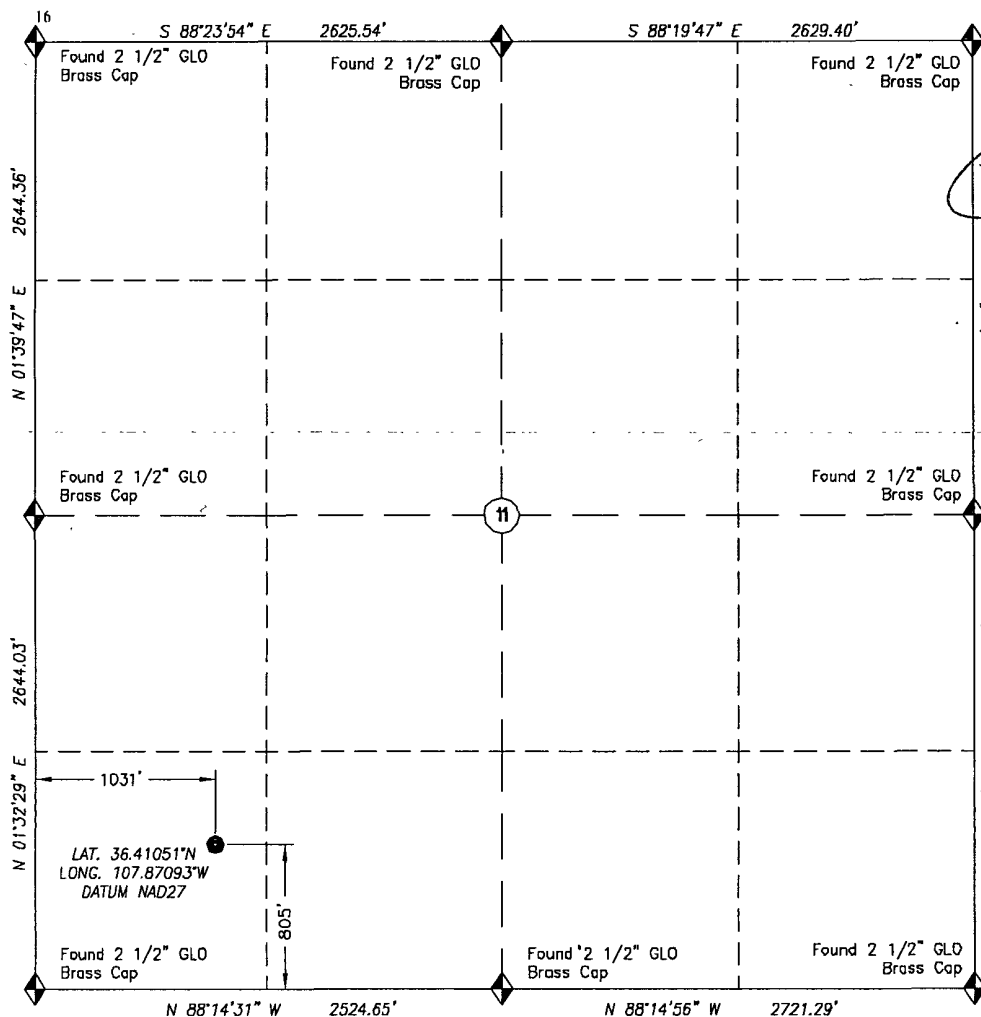 16
S 88°23'54" E 2625.54' S 88°19'47" E 2629.40'
Found 2 1/2" GLO
Brass Cap
Found 2 1/2" GLO
Brass Cap
Found 2 1/2" GLO
Brass Cap
N 01°39'47" E 2644.36'
Found 2 1/2" GLO
Brass Cap
Found 2 1/2" GLO
Brass Cap
11
N 01°32'29" E 2644.03'
1031'
LAT. 36.41051°N
LONG. 107.87093°W
DATUM NAD27
805'
Found 2 1/2" GLO
Brass Cap
Found 2 1/2" GLO
Brass Cap
Found 2 1/2" GLO
Brass Cap
N 88°14'31" W 2524.65' N 88°14'56" W 2721.29'